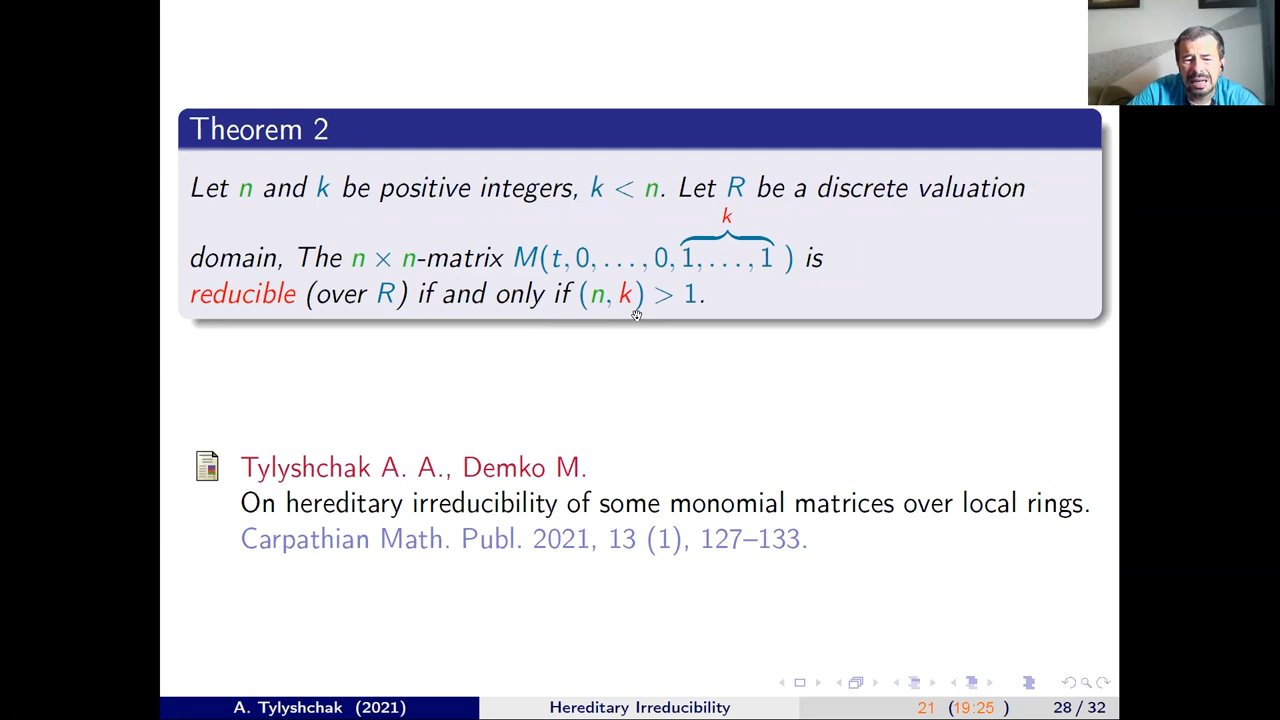 Theorem 2
Let n and k be positive integers, k < n. Let R be a discrete valuation
k
domain, The n × n-matrix M(t, 0, . . . , 0, 1, . . . , 1 ) is
reducible (over R) if and only if (n, k) > 1.
Tylyshchak A. A., Demko M.
On hereditary irreducibility of some monomial matrices over local rings.
Carpathian Math. Publ. 2021, 13 (1), 127–133.
A. Tylyshchak (2021) Hereditary Irreducibility 21 (19:25) 28 / 32